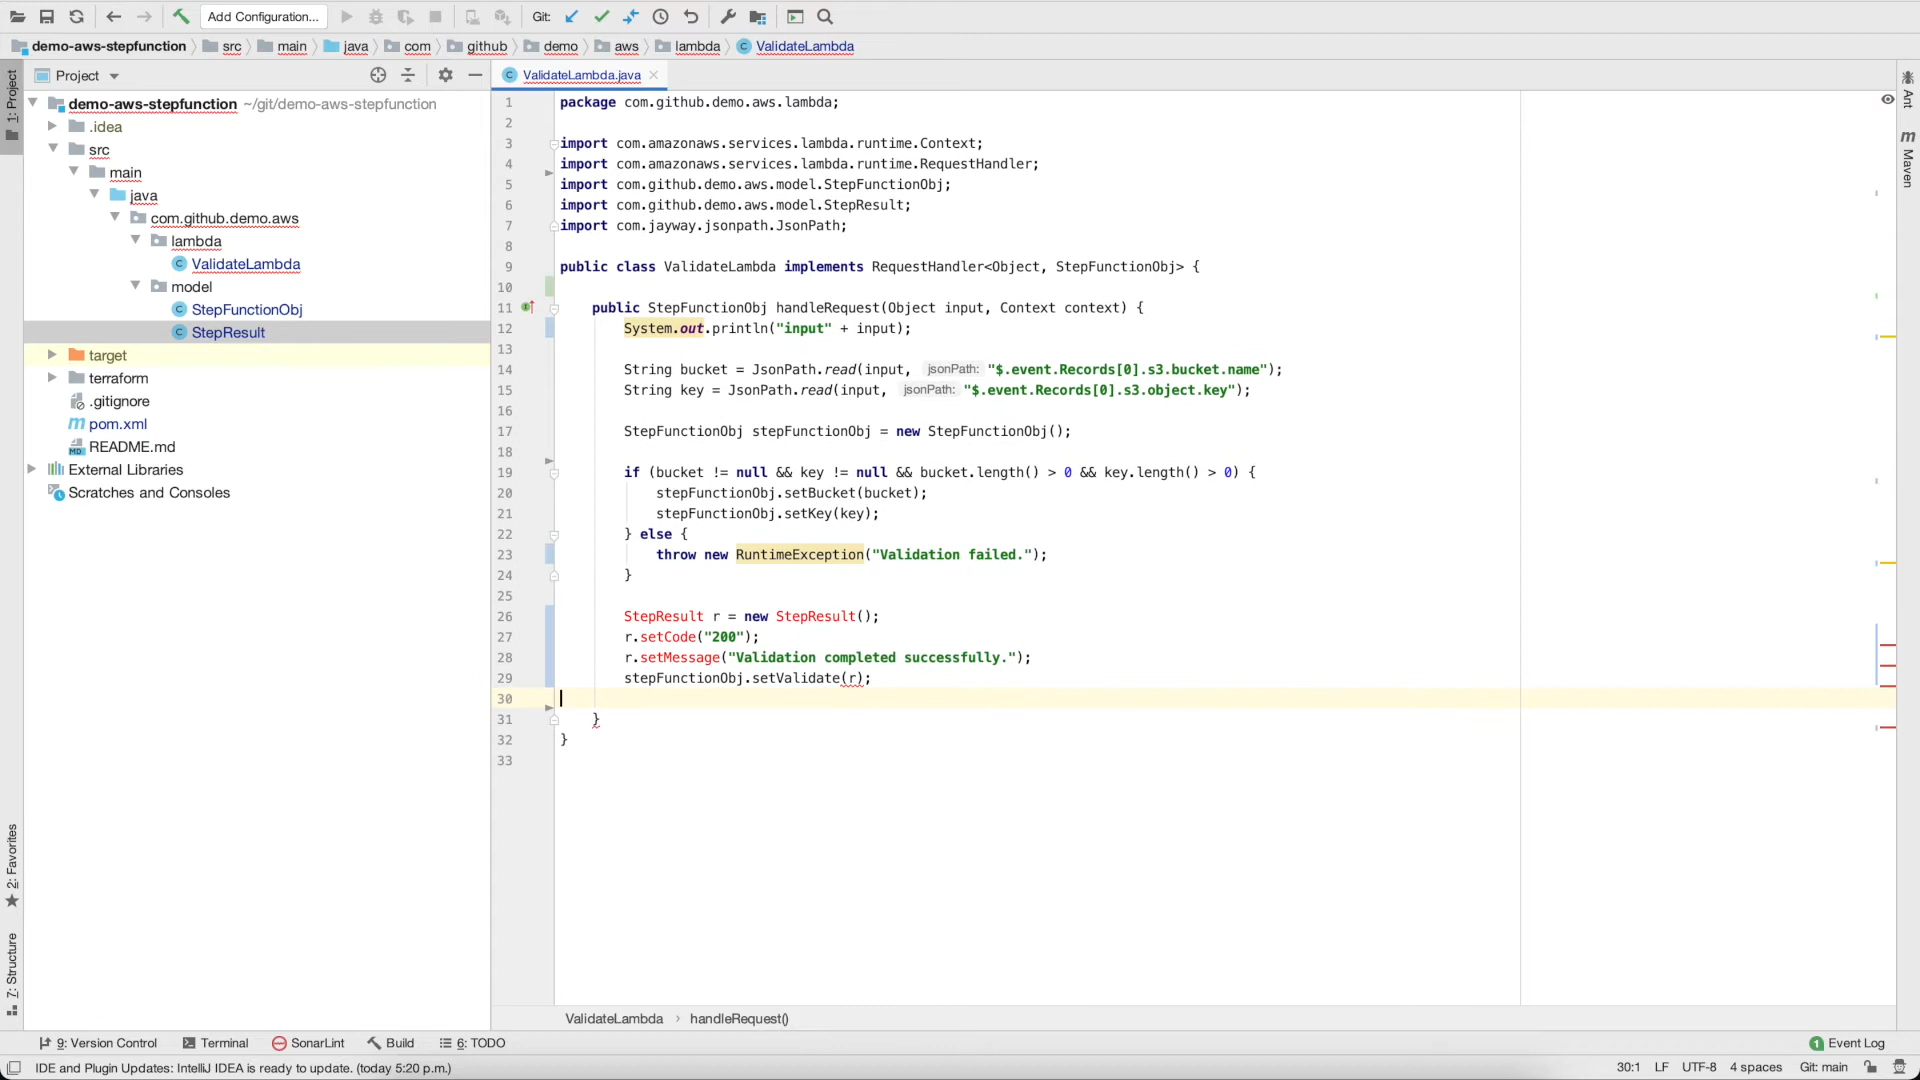 Add Configuration...
Git:
demo-aws-stepfunction
src
main
java
com
github
demo
aws
lambda
ValidateLambda
1: Project
Project
demo-aws-stepfunction ~/git/demo-aws-stepfunction
.idea
src
main
java
com.github.demo.aws
lambda
ValidateLambda
model
StepFunctionObj
StepResult
target
terraform
.gitignore
pom.xml
README.md
External Libraries
Scratches and Consoles
2: Favorites
7: Structure
ValidateLambda.java
1 package com.github.demo.aws.lambda;
2
3 import com.amazonaws.services.lambda.runtime.Context;
4 import com.amazonaws.services.lambda.runtime.RequestHandler;
5 import com.github.demo.aws.model.StepFunctionObj;
6 import com.github.demo.aws.model.StepResult;
7 import com.jayway.jsonpath.JsonPath;
8
9 public class ValidateLambda implements RequestHandler<Object, StepFunctionObj> {
10
11 public StepFunctionObj handleRequest(Object input, Context context) {
12 System.out.println("input" + input);
13
14 String bucket = JsonPath.read(input, jsonPath: "$.event.Records[0].s3.bucket.name");
15 String key = JsonPath.read(input, jsonPath: "$.event.Records[0].s3.object.key");
16
17 StepFunctionObj stepFunctionObj = new StepFunctionObj();
18
19 if (bucket != null && key != null && bucket.length() > 0 && key.length() > 0) {
20 stepFunctionObj.setBucket(bucket);
21 stepFunctionObj.setKey(key);
22 } else {
23 throw new RuntimeException("Validation failed.");
24 }
25
26 StepResult r = new StepResult();
27 r.setCode("200");
28 r.setMessage("Validation completed successfully.");
29 stepFunctionObj.setValidate(r);
30
31 }
32 }
33
Ant
Maven
ValidateLambda › handleRequest()
9: Version Control
Terminal
SonarLint
Build
6: TODO
1 Event Log
IDE and Plugin Updates: IntelliJ IDEA is ready to update. (today 5:20 p.m.)
30:1
LF
UTF-8
4 spaces
Git: main